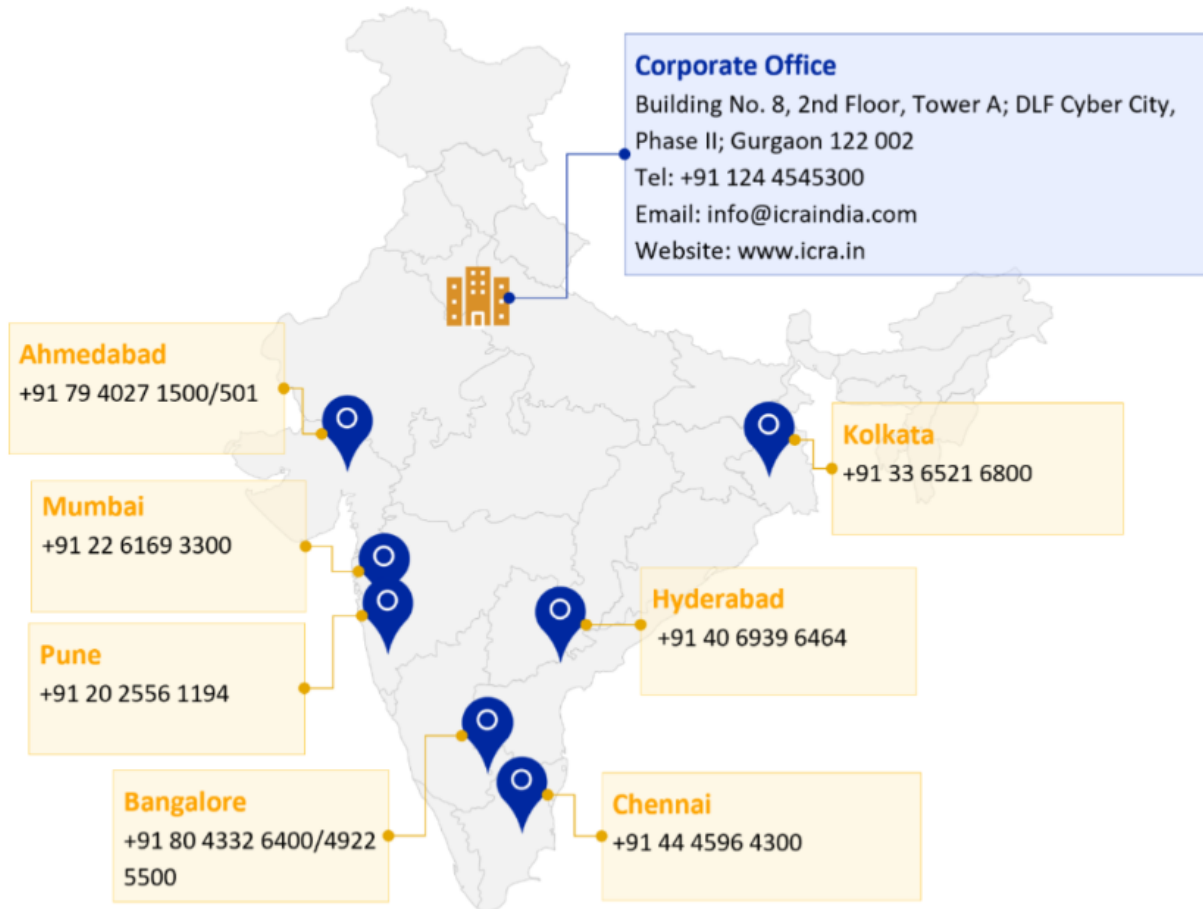 Corporate Office
Building No. 8, 2nd Floor, Tower A; DLF Cyber City,
Phase II; Gurgaon 122 002
Tel: +91 124 4545300
Email: info@icraindia.com
Website: www.icra.in
Ahmedabad
+91 79 4027 1500/501
Kolkata
+91 33 6521 6800
Mumbai
+91 22 6169 3300
Hyderabad
+91 40 6939 6464
Pune
+91 20 2556 1194
Bangalore
+91 80 4332 6400/4922
5500
Chennai
+91 44 4596 4300